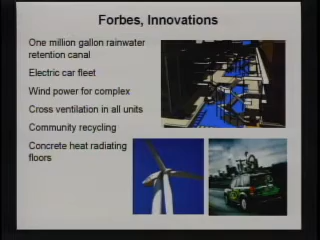 Forbes, Innovations
One million gallon rainwater
retention canal
Electric car fleet
Wind power for complex
Cross ventilation in all units
Community recycling
Concrete heat radiating
floors